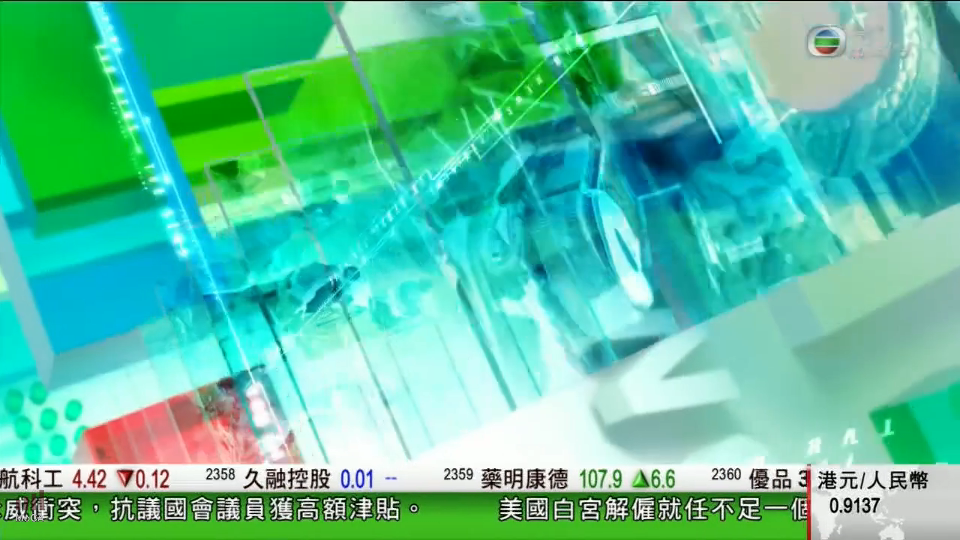 航科工 4.42 ▼0.12 2358 久融控股 0.01 -- 2359 藥明康德 107.9 ▲6.6 2360 優品 3
威衝突，抗議國會議員獲高額津貼。 美國白宮解僱就任不足一個
港元/人民幣
0.9137